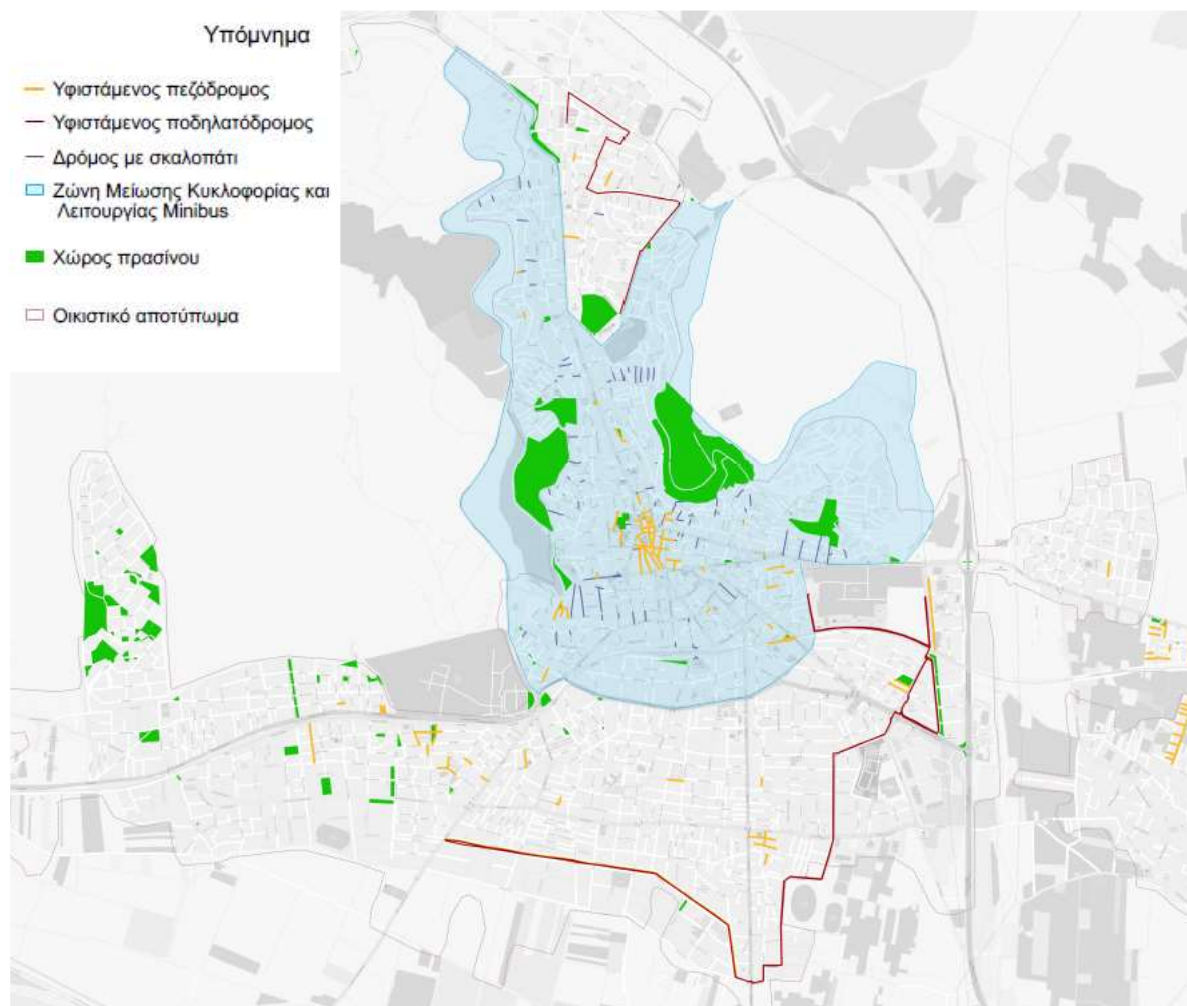 Υπόμνημα
Υφιστάμενος πεζόδρομος
Υφιστάμενος ποδηλατόδρομος
Δρόμος με σκαλοπάτι
Ζώνη Μείωσης Κυκλοφορίας και
Λειτουργίας Minibus
Χώρος πρασίνου
Οικιστικό αποτύπωμα